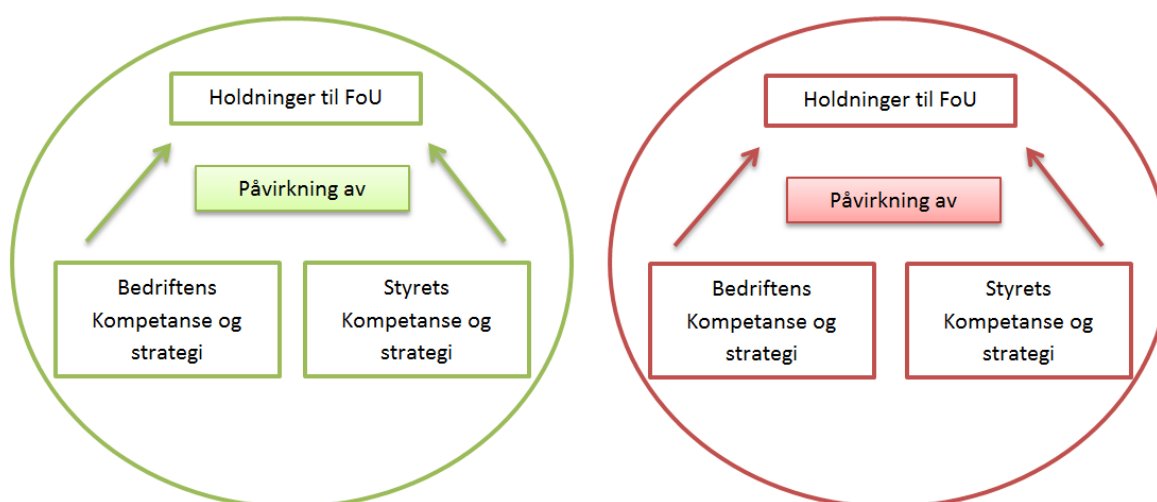 Holdninger til FoU
Påvirkning av
Bedriftens
Kompetanse og
strategi
Styrets
Kompetanse og
strategi
Holdninger til FoU
Påvirkning av
Bedriftens
Kompetanse og
strategi
Styrets
Kompetanse og
strategi